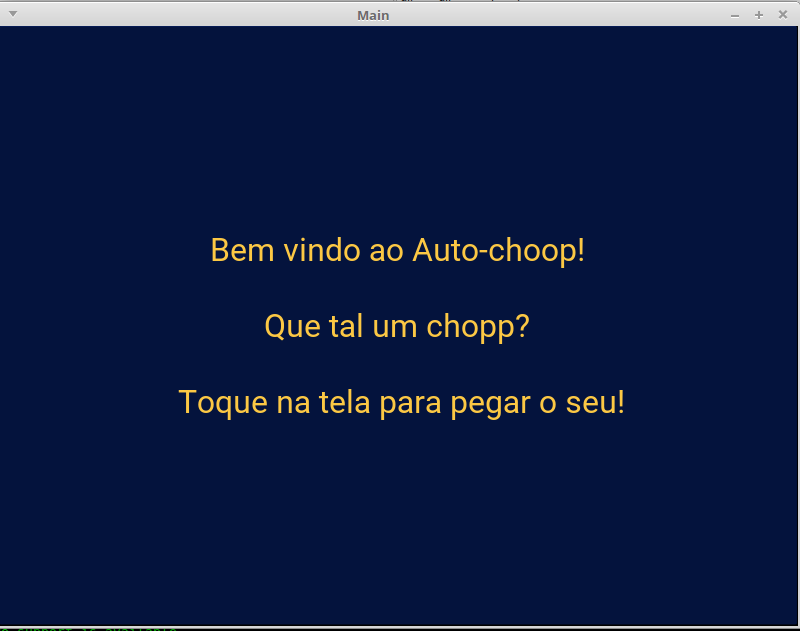 Main
Bem vindo ao Auto-choop!
Que tal um chopp?
Toque na tela para pegar o seu!